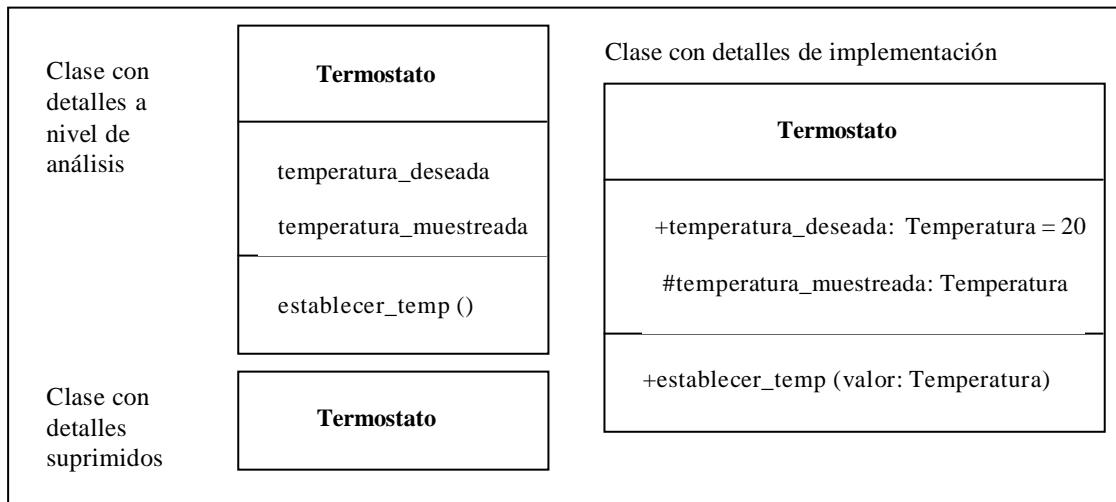 Clase con
detalles a
nivel de
análisis
Termostato
temperatura_deseada
temperatura_muestreada
establecer_temp ()
Clase con
detalles
suprimidos
Termostato
Clase con detalles de implementación
Termostato
+temperatura_deseada: Temperatura = 20
#temperatura_muestreada: Temperatura
+establecer_temp (valor: Temperatura)